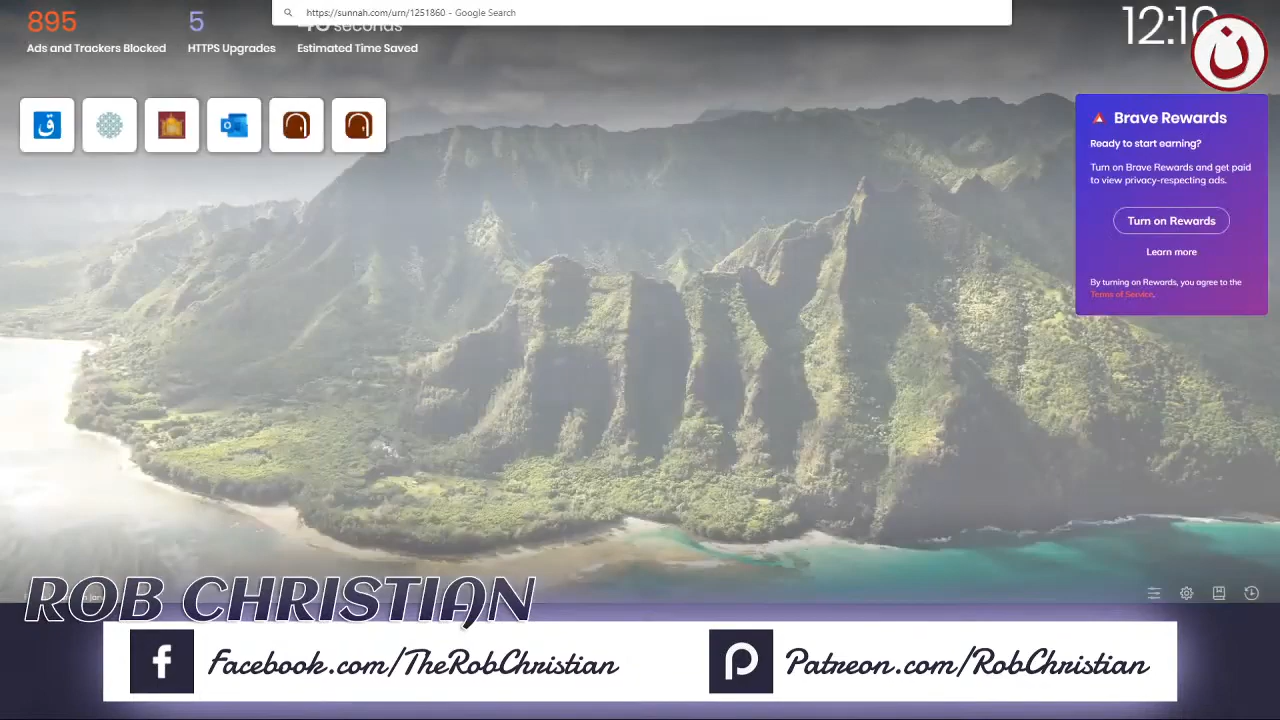 https://sunnah.com/urn/1251860 - Google Search
895
5
seconds
Ads and Trackers Blocked
HTTPS Upgrades
Estimated Time Saved
12:10
ن
ق
Brave Rewards
Ready to start earning?
Turn on Brave Rewards and get paid
to view privacy-respecting ads.
Turn on Rewards
Learn more
By turning on Rewards, you agree to the
Terms of Service.
ROB CHRISTIAN
Facebook.com/TheRobChristian
Patreon.com/RobChristian